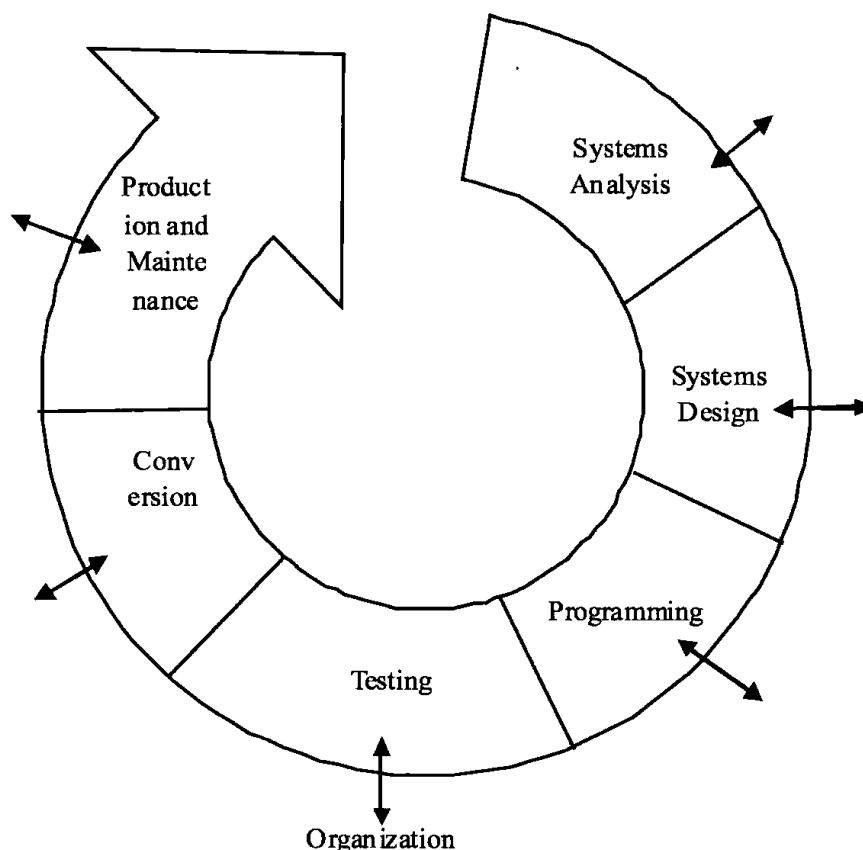 Systems
Analysis
Systems
Design
Programming
Testing
Organization
Conv
ersion
Product
ion and
Mainte
nance